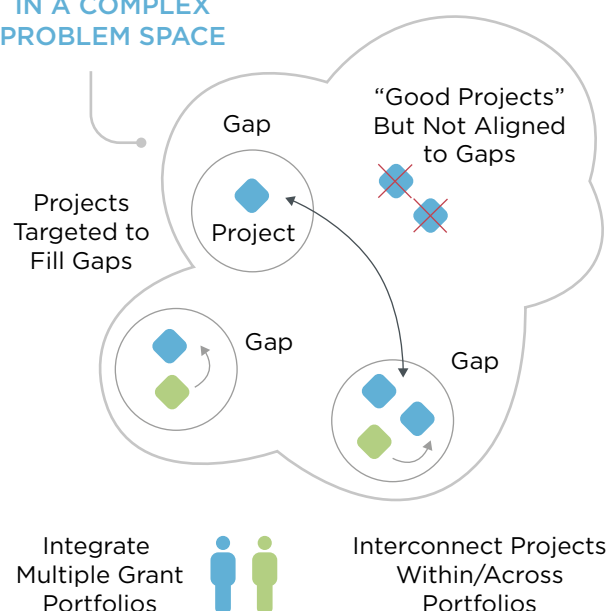 IN A COMPLEX
PROBLEM SPACE
“Good Projects”
But Not Aligned
to Gaps
Gap
Project
Projects
Targeted to
Fill Gaps
Gap
Gap
Integrate
Multiple Grant
Portfolios
Interconnect Projects
Within/Across
Portfolios